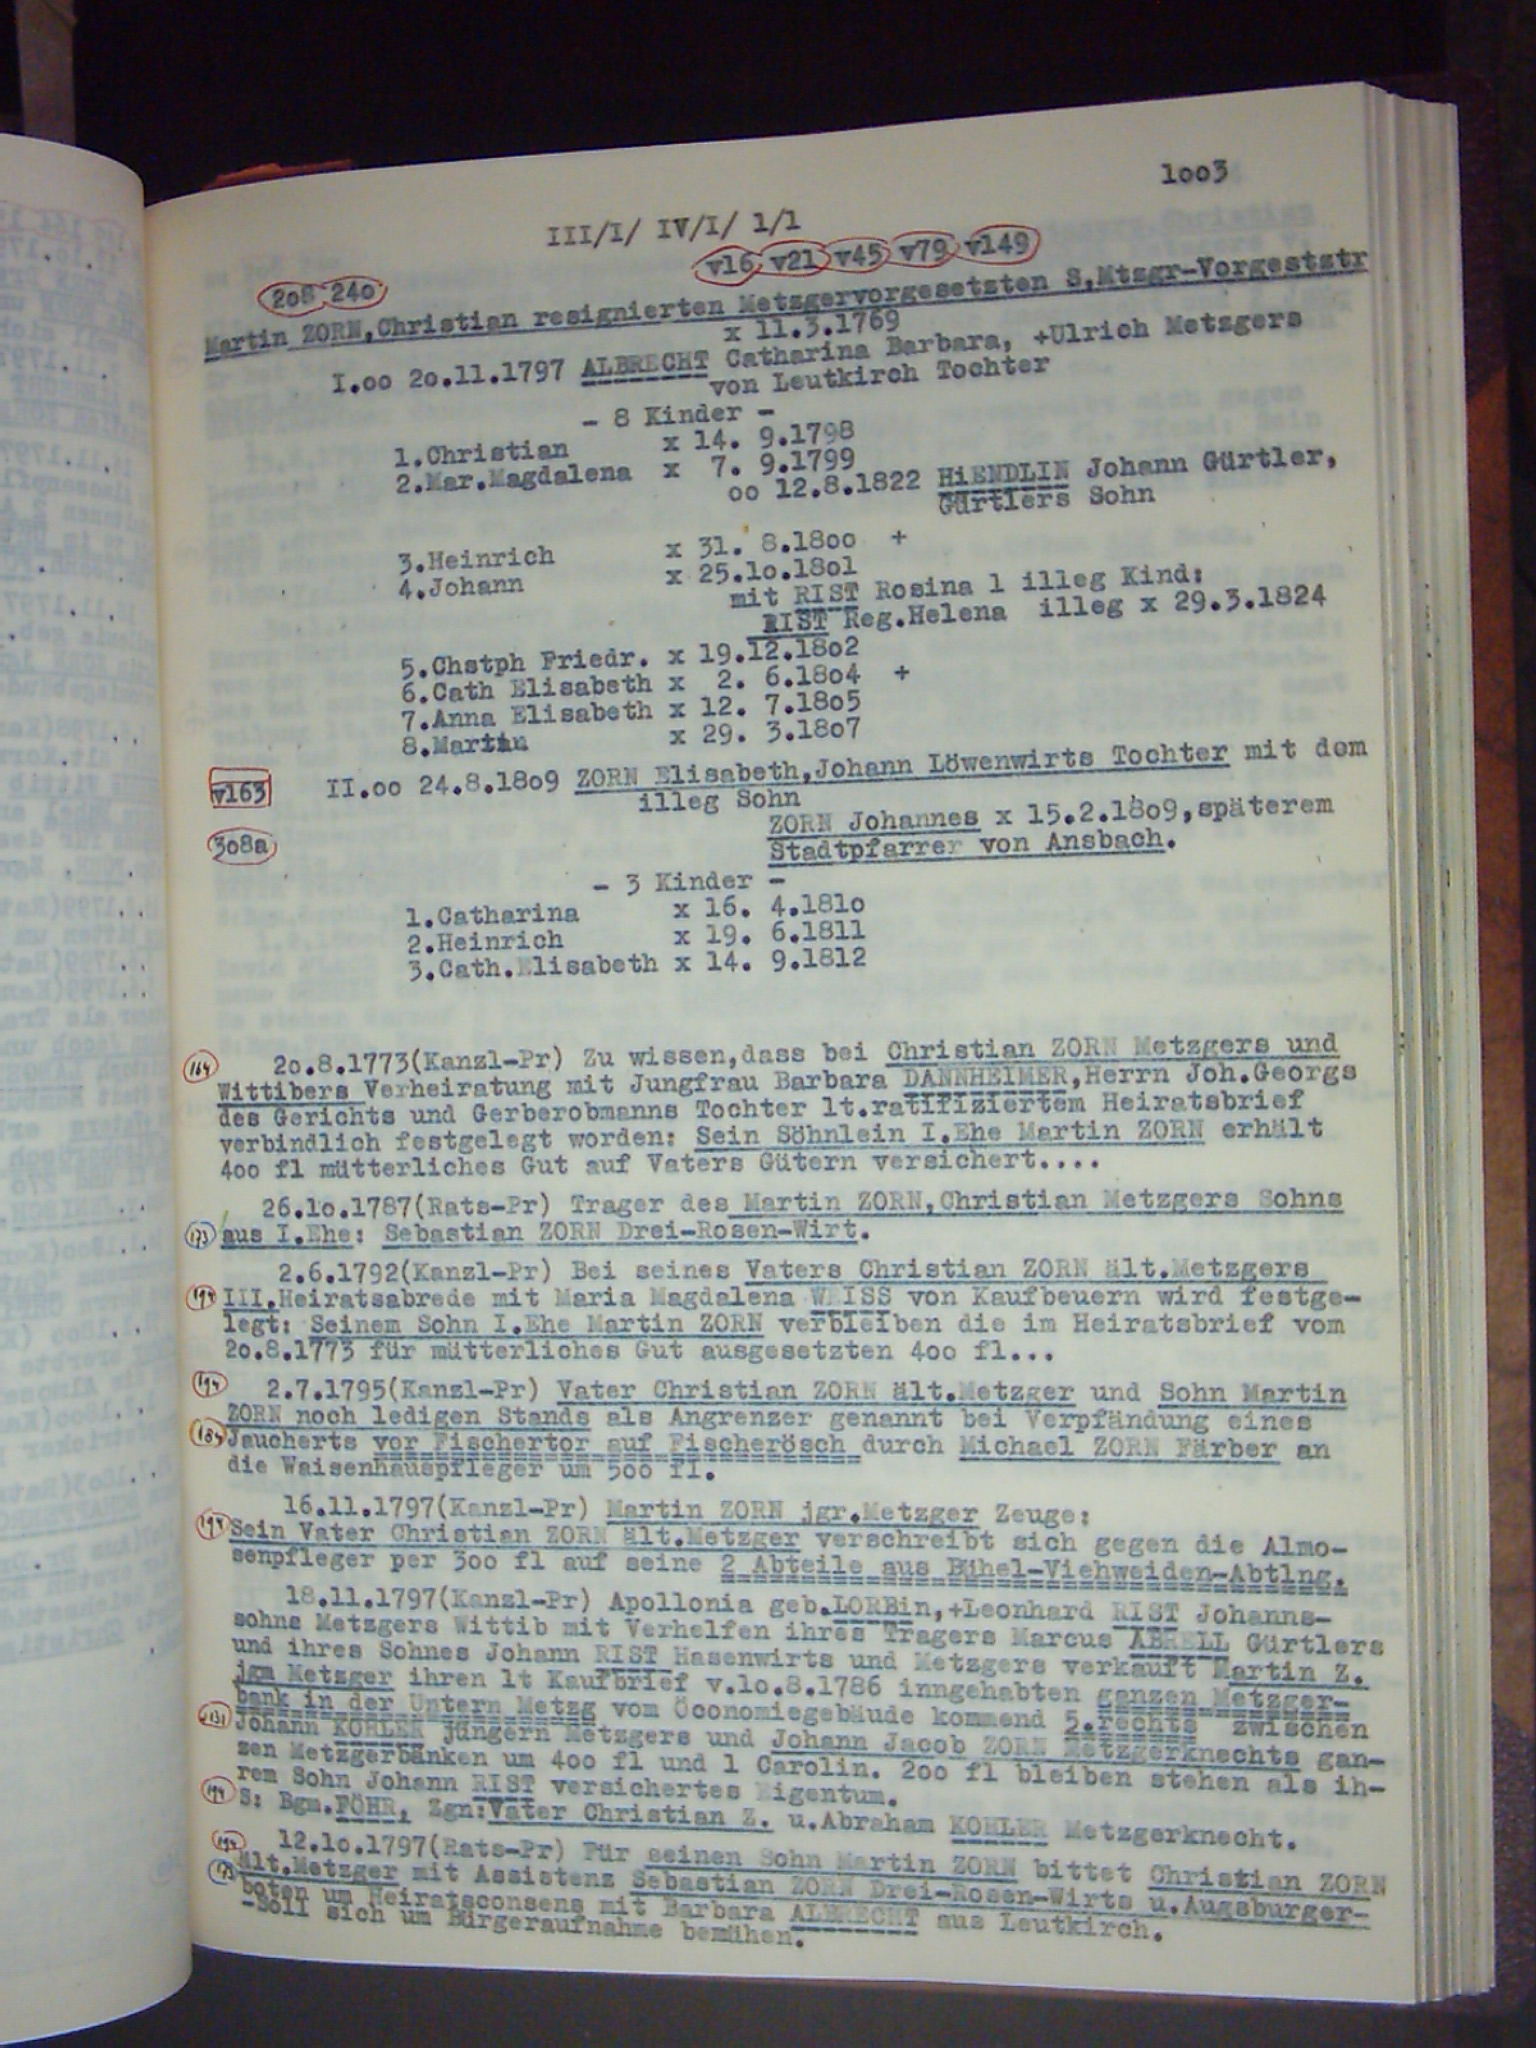 1003
III/I/ IV/I/ 1/1
v16 v21 v45 v79 v149
208 240
Martin ZORN,Christian resignierten Metzgervorgesetzten S,Mtzgr-Vorgeststr
x 11.3.1769
I.oo 20.11.1797 ALBRECHT Catharina Barbara, +Ulrich Metzgers
von Leutkirch Tochter
- 8 Kinder -
1.Christian x 14. 9.1798
2.Mar.Magdalena x 7. 9.1799
oo 12.8.1822 HiENDLIN Johann Gürtler,
Gürtlers Sohn
3.Heinrich x 31. 8.1800 +
4.Johann x 25.10.1801
mit RIST Rosina 1 illeg Kind:
RIST Reg.Helena illeg x 29.3.1824
5.Chstph Friedr. x 19.12.1802
6.Cath Elisabeth x 2. 6.1804 +
7.Anna Elisabeth x 12. 7.1805
8.Martin x 29. 3.1807
v163 II.oo 24.8.1809 ZORN Elisabeth,Johann Löwenwirts Tochter mit dem
illeg Sohn
ZORN Johannes x 15.2.1809,späterem
308a Stadtpfarrer von Ansbach.
- 3 Kinder -
1.Catharina x 16. 4.1810
2.Heinrich x 19. 6.1811
3.Cath.Elisabeth x 14. 9.1812
164 20.8.1773(Kanzl-Pr) Zu wissen,dass bei Christian ZORN Metzgers und
Wittibers Verheiratung mit Jungfrau Barbara DANNHEIMER,Herrn Joh.Georgs
des Gerichts und Gerberobmanns Tochter lt.ratifiziertem Heiratsbrief
verbindlich festgelegt worden: Sein Söhnlein I.Ehe Martin ZORN erhält
400 fl mütterliches Gut auf Vaters Gütern versichert....
26.10.1787(Rats-Pr) Trager des Martin ZORN,Christian Metzgers Sohns
173 aus I.Ehe: Sebastian ZORN Drei-Rosen-Wirt.
2.6.1792(Kanzl-Pr) Bei seines Vaters Christian ZORN ält.Metzgers
194 III.Heiratsabrede mit Maria Magdalena WEISS von Kaufbeuern wird festge-
legt: Seinem Sohn I.Ehe Martin ZORN verbleiben die im Heiratsbrief vom
20.8.1773 für mütterliches Gut ausgesetzten 400 fl...
194 2.7.1795(Kanzl-Pr) Vater Christian ZORN ält.Metzger und Sohn Martin
ZORN noch ledigen Stands als Angrenzer genannt bei Verpfändung eines
184 Jaucherts vor Fischertor auf Fischerösch durch Michael ZORN Färber an
die Waisenhauspfleger um 500 fl.
16.11.1797(Kanzl-Pr) Martin ZORN jgr.Metzger Zeuge:
194 Sein Vater Christian ZORN ält.Metzger verschreibt sich gegen die Almo-
senpfleger per 300 fl auf seine 2 Abteile aus Bühel-Viehweiden-Abtlng.
18.11.1797(Kanzl-Pr) Apollonia geb.LORBin,+Leonhard RIST Johanns-
sohns Metzgers Wittib mit Verhelfen ihres Tragers Marcus ABRELL Gürtlers
und ihres Sohnes Johann RIST Hasenwirts und Metzgers verkauft Martin Z.
jgm Metzger ihren lt Kaufbrief v.10.8.1786 inngehabten ganzen Metzger-
bank in der Untern Metzg vom Öconomiegebäude kommend 5.rechts zwischen
131 Johann KOHLER jüngern Metzgers und Johann Jacob ZORN Metzgerknechts gan-
zen Metzgerbänken um 400 fl und 1 Carolin. 200 fl bleiben stehen als ih-
rem Sohn Johann RIST versichertes Eigentum.
194 S: Bgm.FÖHR, Zgn:Vater Christian Z. u.Abraham KOHLER Metzgerknecht.
194 12.10.1797(Rats-Pr) Für seinen Sohn Martin ZORN bittet Christian ZORN
173 ält.Metzger mit Assistenz Sebastian ZORN Drei-Rosen-Wirts u.Augsburger-
boten um Heiratsconsens mit Barbara ALBRECHT aus Leutkirch.
-Soll sich um Bürgeraufnahme bemühen.